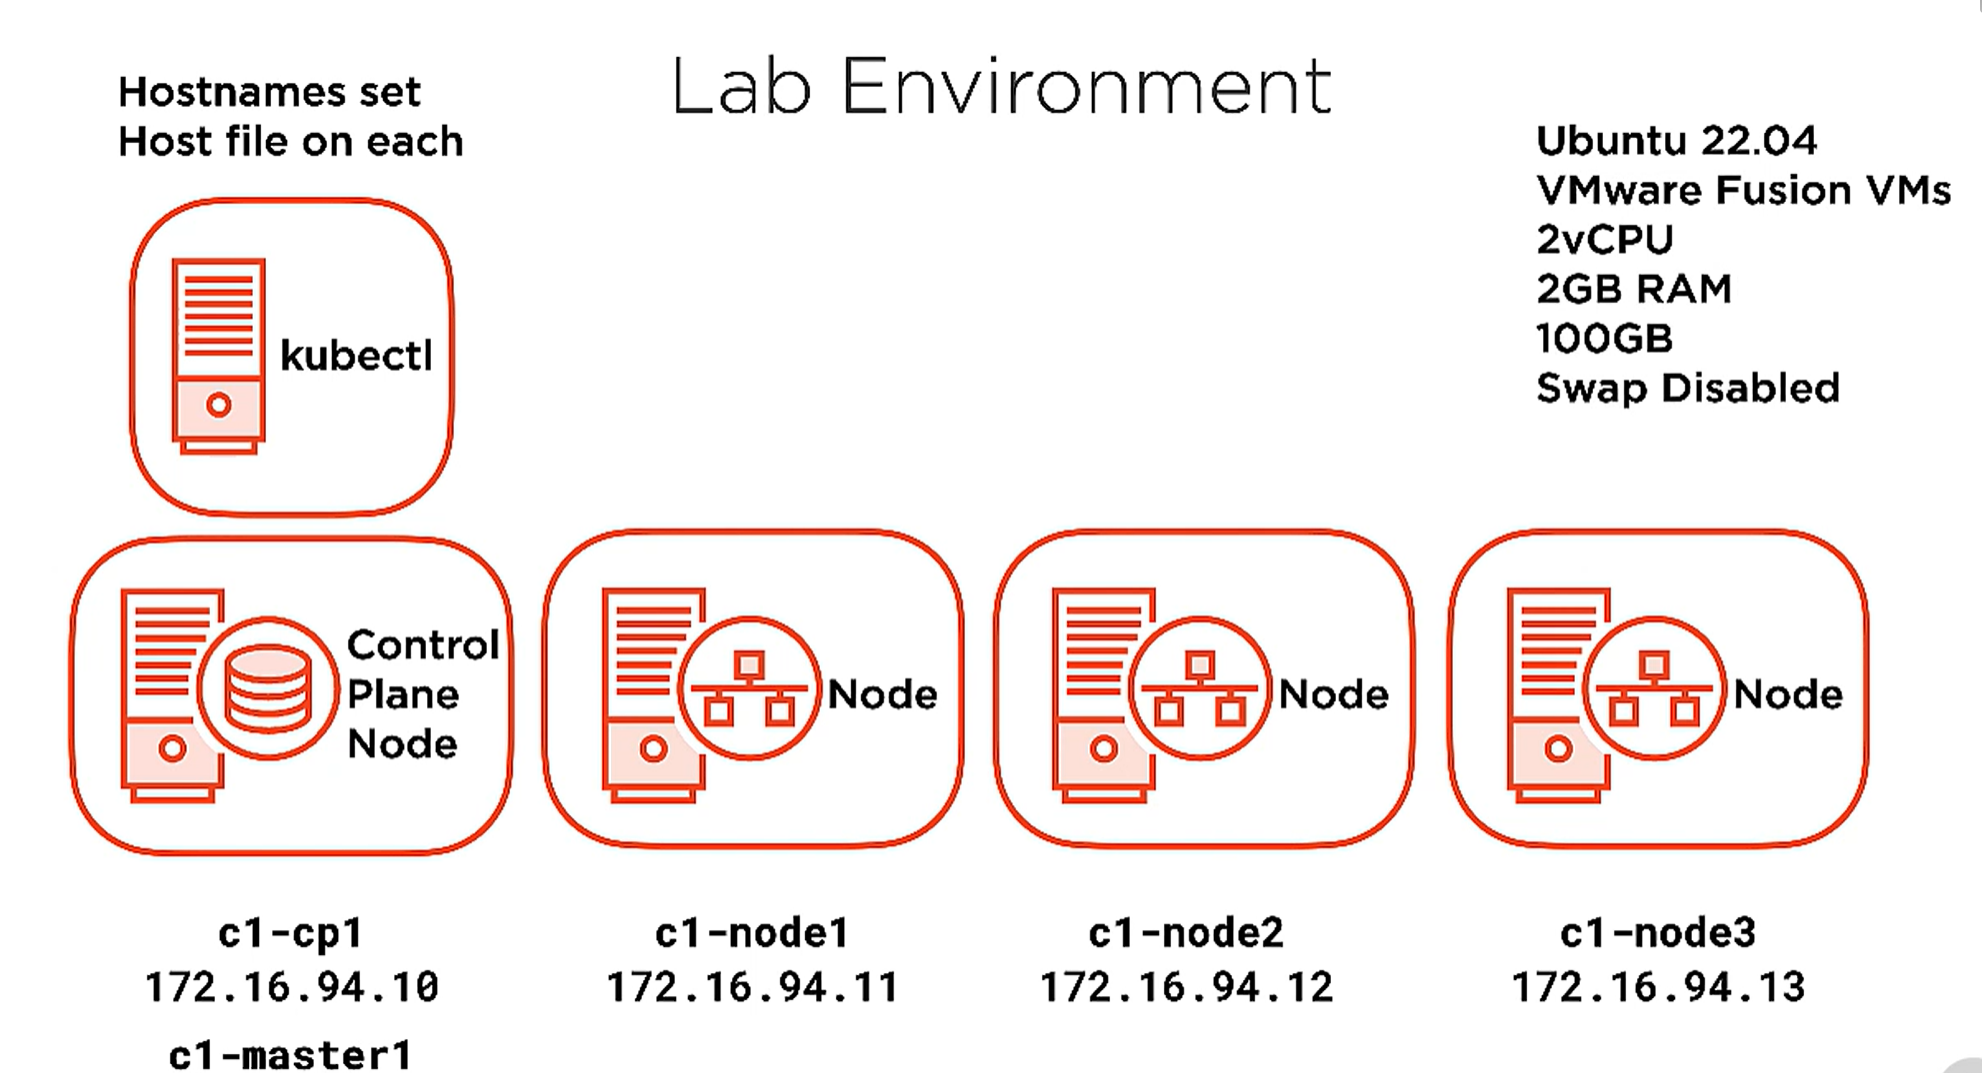 Lab Environment
Hostnames set
Host file on each
Ubuntu 22.04
VMware Fusion VMs
2vCPU
2GB RAM
100GB
Swap Disabled
kubectl
Control
Plane
Node
Node
Node
Node
c1-cp1
172.16.94.10
c1-master1
c1-node1
172.16.94.11
c1-node2
172.16.94.12
c1-node3
172.16.94.13